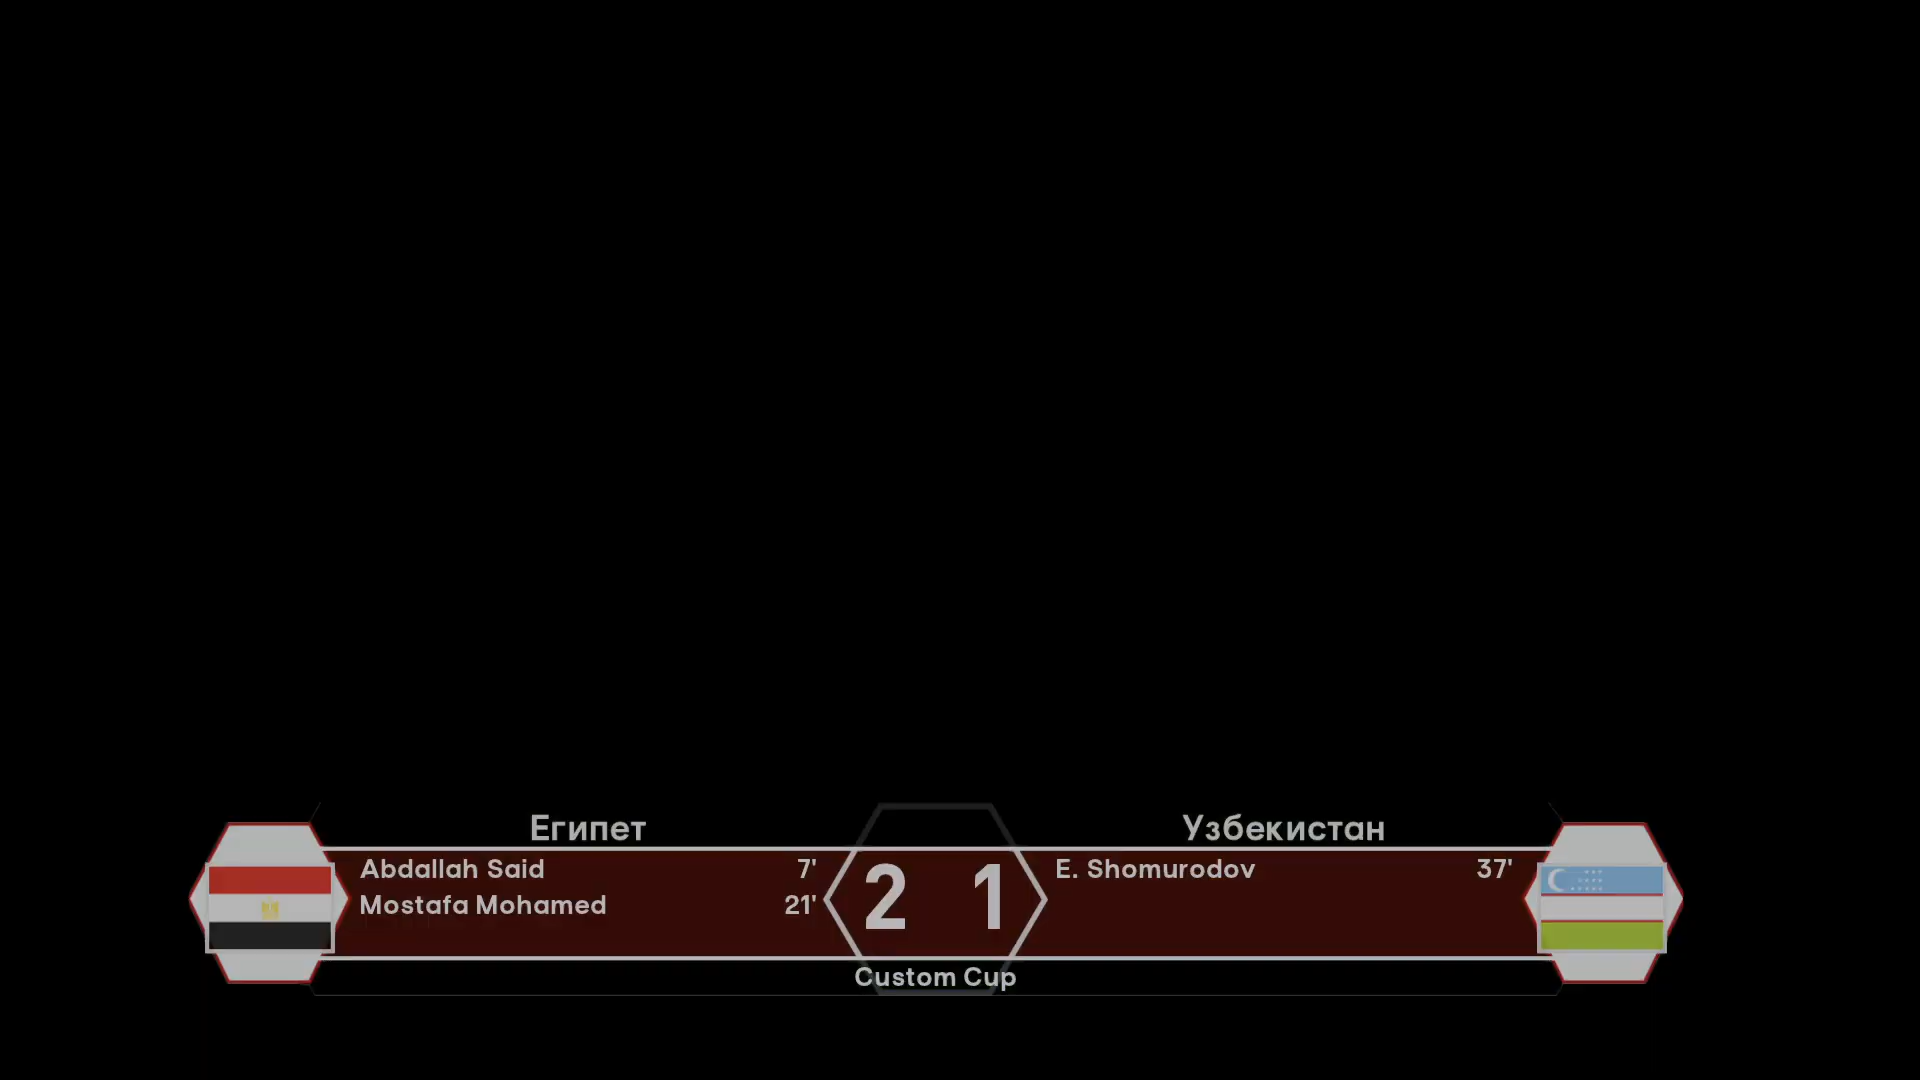 Египет
Узбекистан
Abdallah Said 7'
Mostafa Mohamed 21'
2 1
E. Shomurodov 37'
Custom Cup